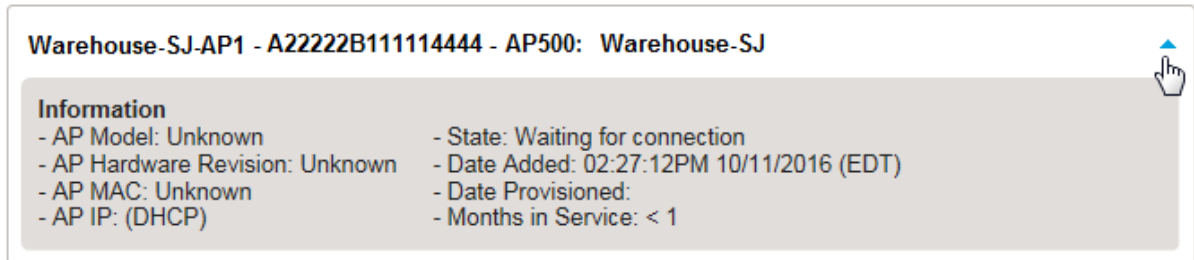 Warehouse-SJ-AP1 - A22222B111114444 - AP500: Warehouse-SJ
Information
- AP Model: Unknown
- AP Hardware Revision: Unknown
- AP MAC: Unknown
- AP IP: (DHCP)
- State: Waiting for connection
- Date Added: 02:27:12PM 10/11/2016 (EDT)
- Date Provisioned:
- Months in Service: < 1